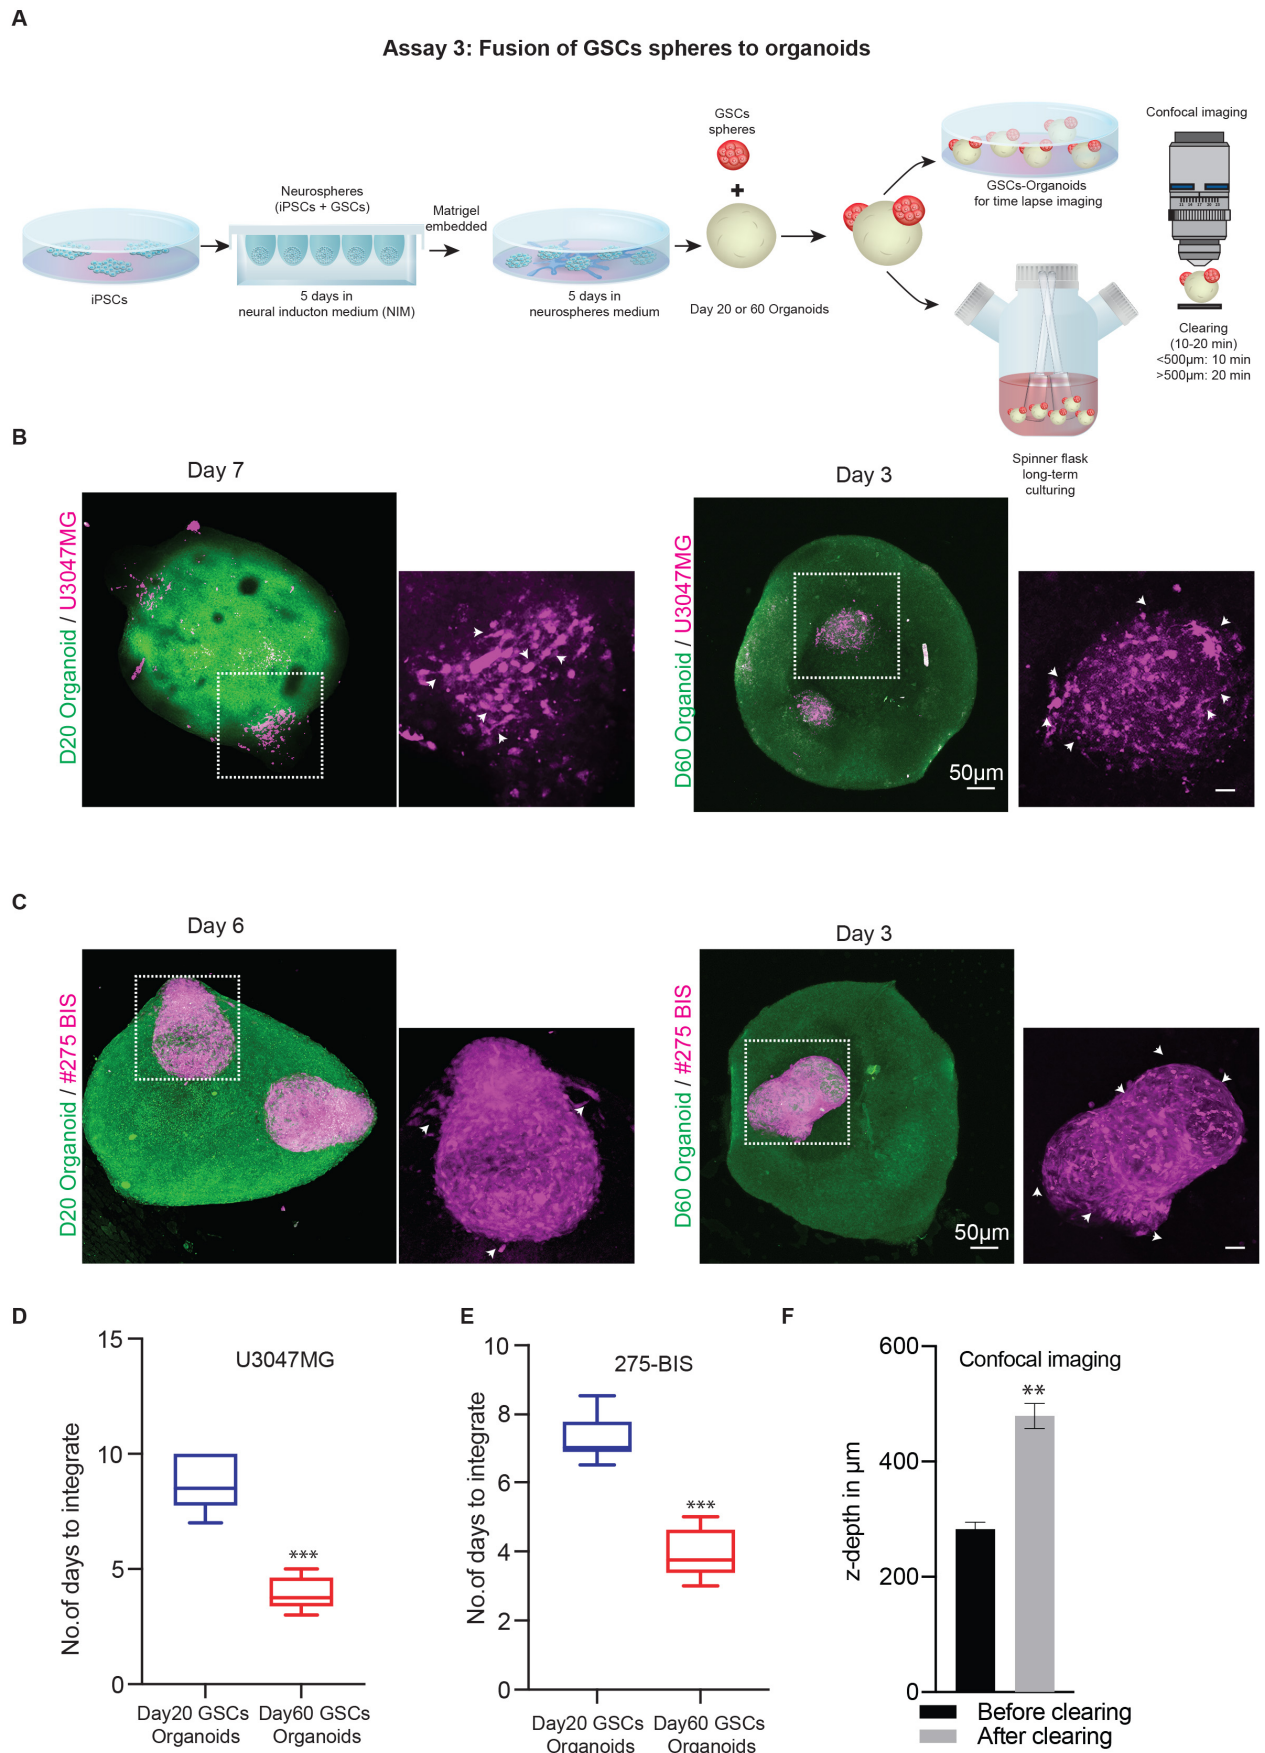 A
Assay 3: Fusion of GSCs spheres to organoids
iPSCs
Neurospheres
(iPSCs + GSCs)
5 days in
neural inducton medium (NIM)
Matrigel
embedded
5 days in
neurospheres medium
GSCs
spheres
+
Day 20 or 60 Organoids
GSCs-Organoids
for time lapse imaging
Spinner flask
long-term
culturing
Confocal imaging
Clearing
(10-20 min)
<500µm: 10 min
>500µm: 20 min
B
Day 7
D20 Organoid / U3047MG
Day 3
D60 Organoid / U3047MG
50µm
C
Day 6
D20 Organoid / #275 BIS
Day 3
D60 Organoid / #275 BIS
50µm
D
U3047MG
No.of days to integrate
15
10
5
0
***
Day20 GSCs
Organoids
Day60 GSCs
Organoids
E
275-BIS
No.of days to integrate
10
8
6
4
2
0
***
Day20 GSCs
Organoids
Day60 GSCs
Organoids
F
Confocal imaging
z-depth in µm
600
400
200
0
**
Before clearing
After clearing